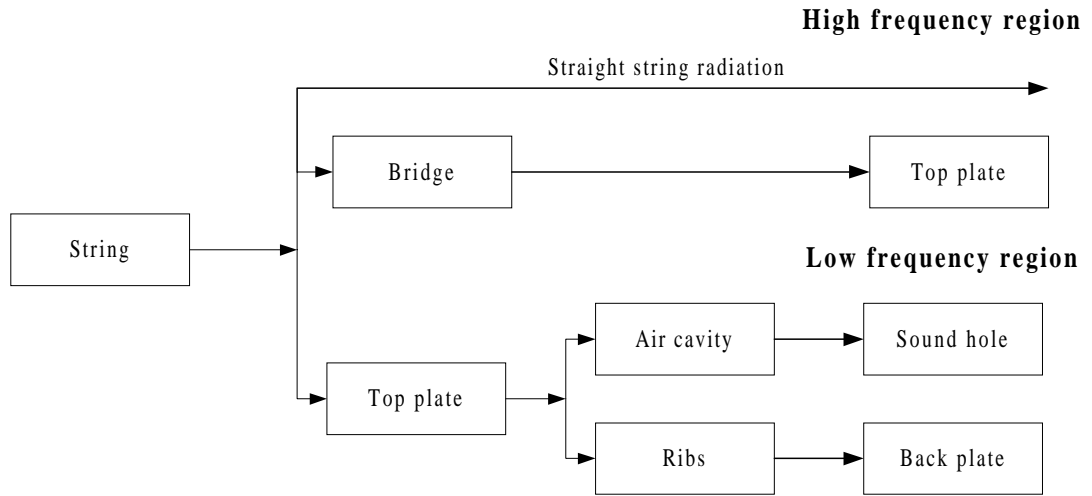 High frequency region
Straight string radiation
Bridge
Top plate
String
Low frequency region
Air cavity
Sound hole
Top plate
Ribs
Back plate